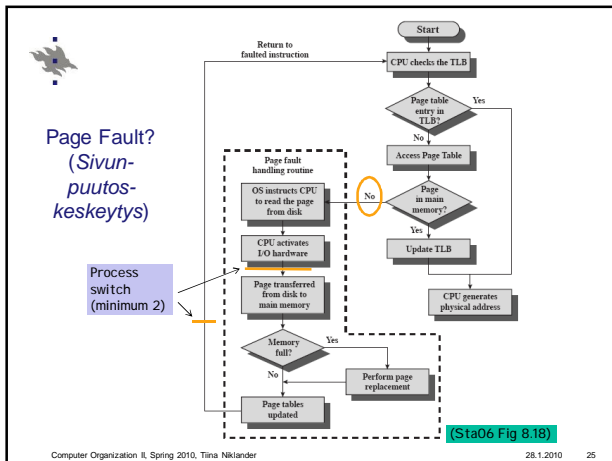 Page Fault?
(Sivun-
puutos-
keskeytys)
Process
switch
(minimum 2)
Return to
faulted instruction
Start
CPU checks the TLB
Page table
entry in
TLB?
Yes
No
Access Page Table
Page
in main
memory?
No
Yes
Update TLB
CPU generates
physical address
Page fault
handling routine
OS instructs CPU
to read the page
from disk
CPU activates
I/O hardware
Page transferred
from disk to
main memory
Memory
full?
Yes
No
Perform page
replacement
Page tables
updated
(Sta06 Fig 8.18)
Computer Organization II, Spring 2010, Tiina Niklander
28.1.2010
25